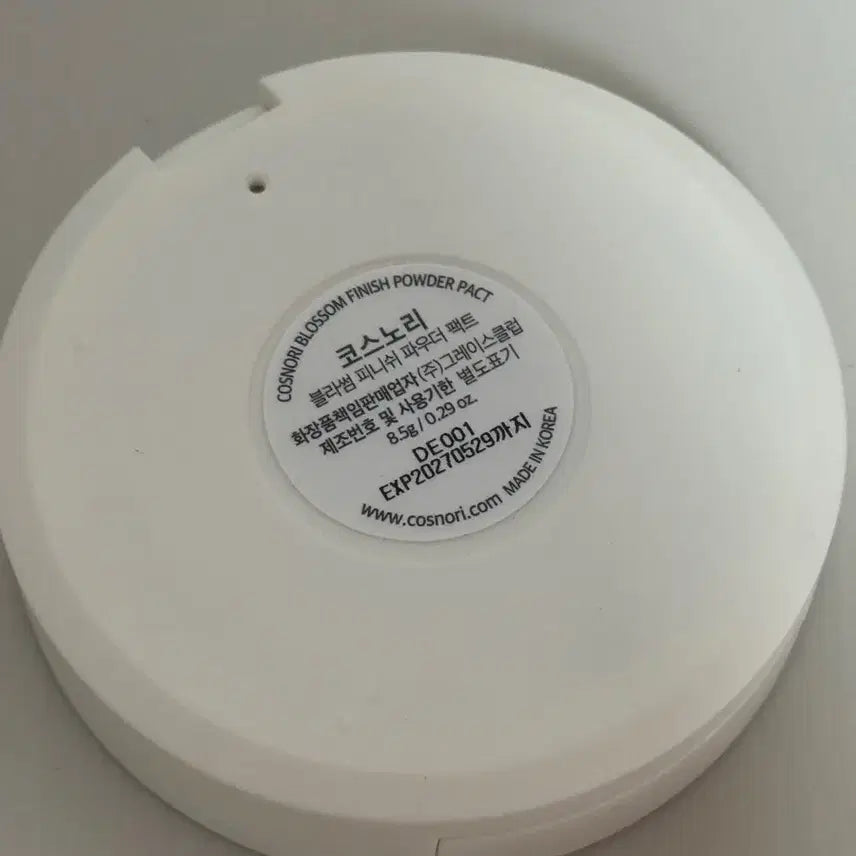 COSNORI BLOSSOM FINISH POWDER PACT
코스노리
블라썸 피니쉬 파우더 팩트
화장품책임판매업자 (주)그레이스클럽
제조번호 및 사용기한 별도표기
8.5g / 0.29 oz.
DE001
EXP20270529까지
www.cosnori.com MADE IN KOREA